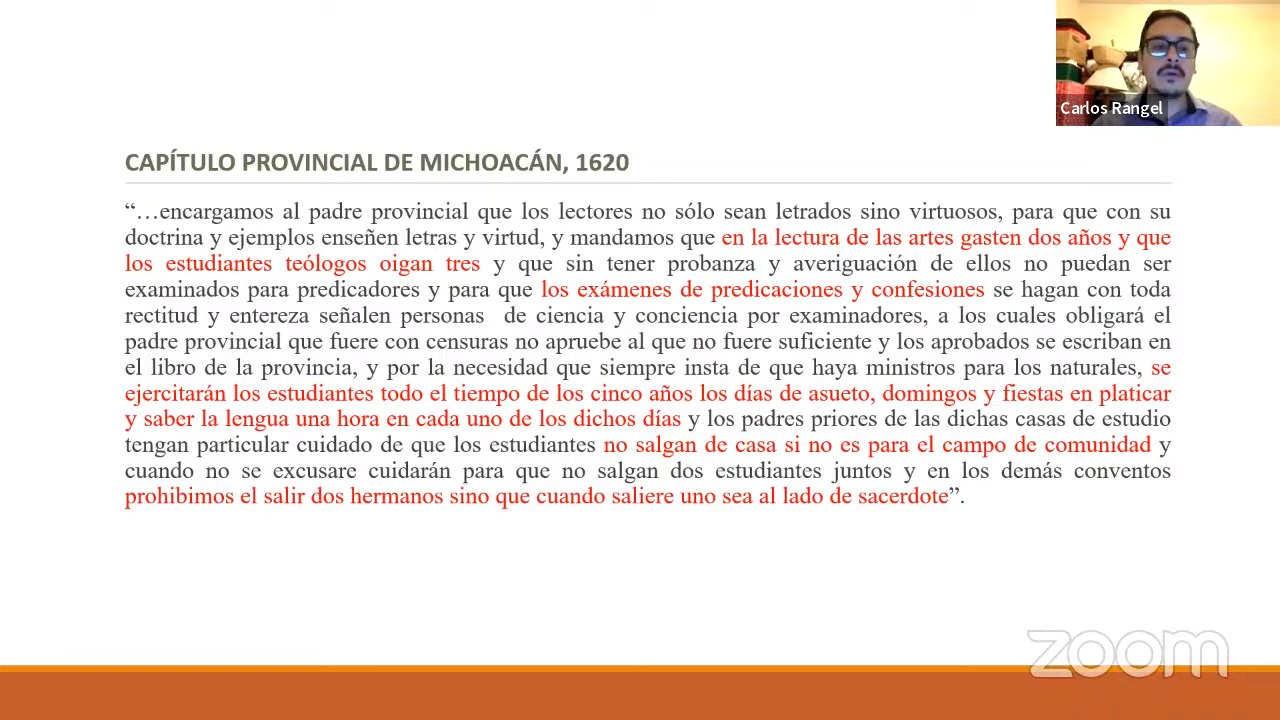 Carlos Rangel
CAPÍTULO PROVINCIAL DE MICHOACÁN, 1620
“…encargamos al padre provincial que los lectores no sólo sean letrados sino virtuosos, para que con su
doctrina y ejemplos enseñen letras y virtud, y mandamos que en la lectura de las artes gasten dos años y que
los estudiantes teólogos oigan tres y que sin tener probanza y averiguación de ellos no puedan ser
examinados para predicadores y para que los exámenes de predicaciones y confesiones se hagan con toda
rectitud y entereza señalen personas de ciencia y conciencia por examinadores, a los cuales obligará el
padre provincial que fuere con censuras no apruebe al que no fuere suficiente y los aprobados se escriban en
el libro de la provincia, y por la necesidad que siempre insta de que haya ministros para los naturales, se
ejercitarán los estudiantes todo el tiempo de los cinco años los días de asueto, domingos y fiestas en platicar
y saber la lengua una hora en cada uno de los dichos días y los padres priores de las dichas casas de estudio
tengan particular cuidado de que los estudiantes no salgan de casa si no es para el campo de comunidad y
cuando no se excusare cuidarán para que no salgan dos estudiantes juntos y en los demás conventos
prohibimos el salir dos hermanos sino que cuando saliere uno sea al lado de sacerdote”.
zoom